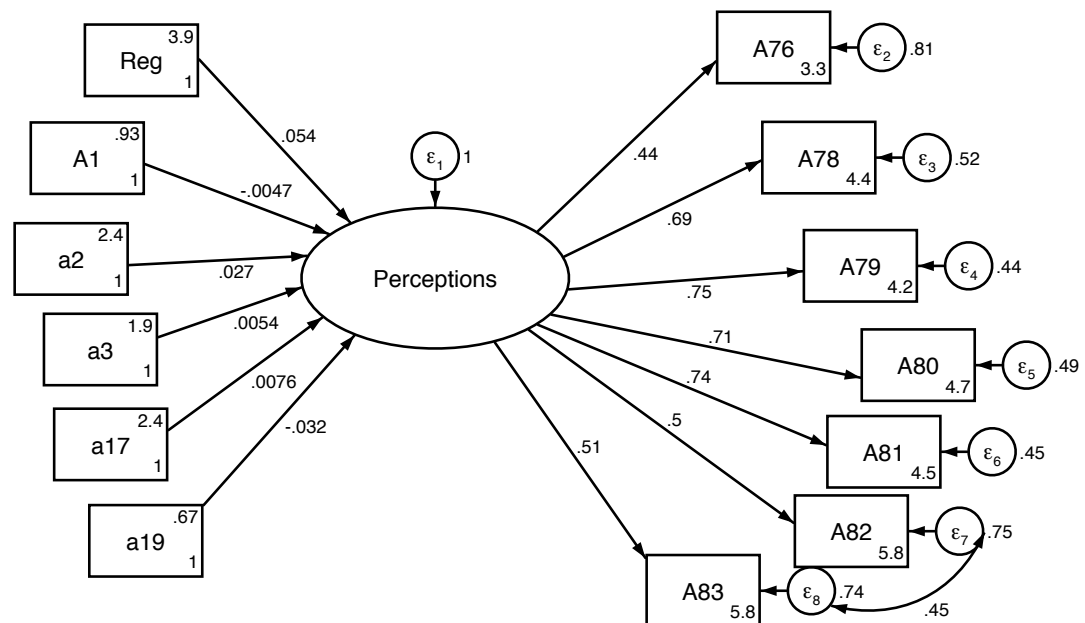 3.9
Reg
1
.054
.93
A1
1
-.0047
2.4
a2
1
.027
1.9
a3
1
.0054
2.4
a17
1
.0076
.67
a19
1
-.032
ε1
1
Perceptions
.44
A76
3.3
ε2
.81
.69
A78
4.4
ε3
.52
.75
A79
4.2
ε4
.44
.71
A80
4.7
ε5
.49
.74
A81
4.5
ε6
.45
.5
A82
5.8
ε7
.75
.51
A83
5.8
ε8
.74
.45